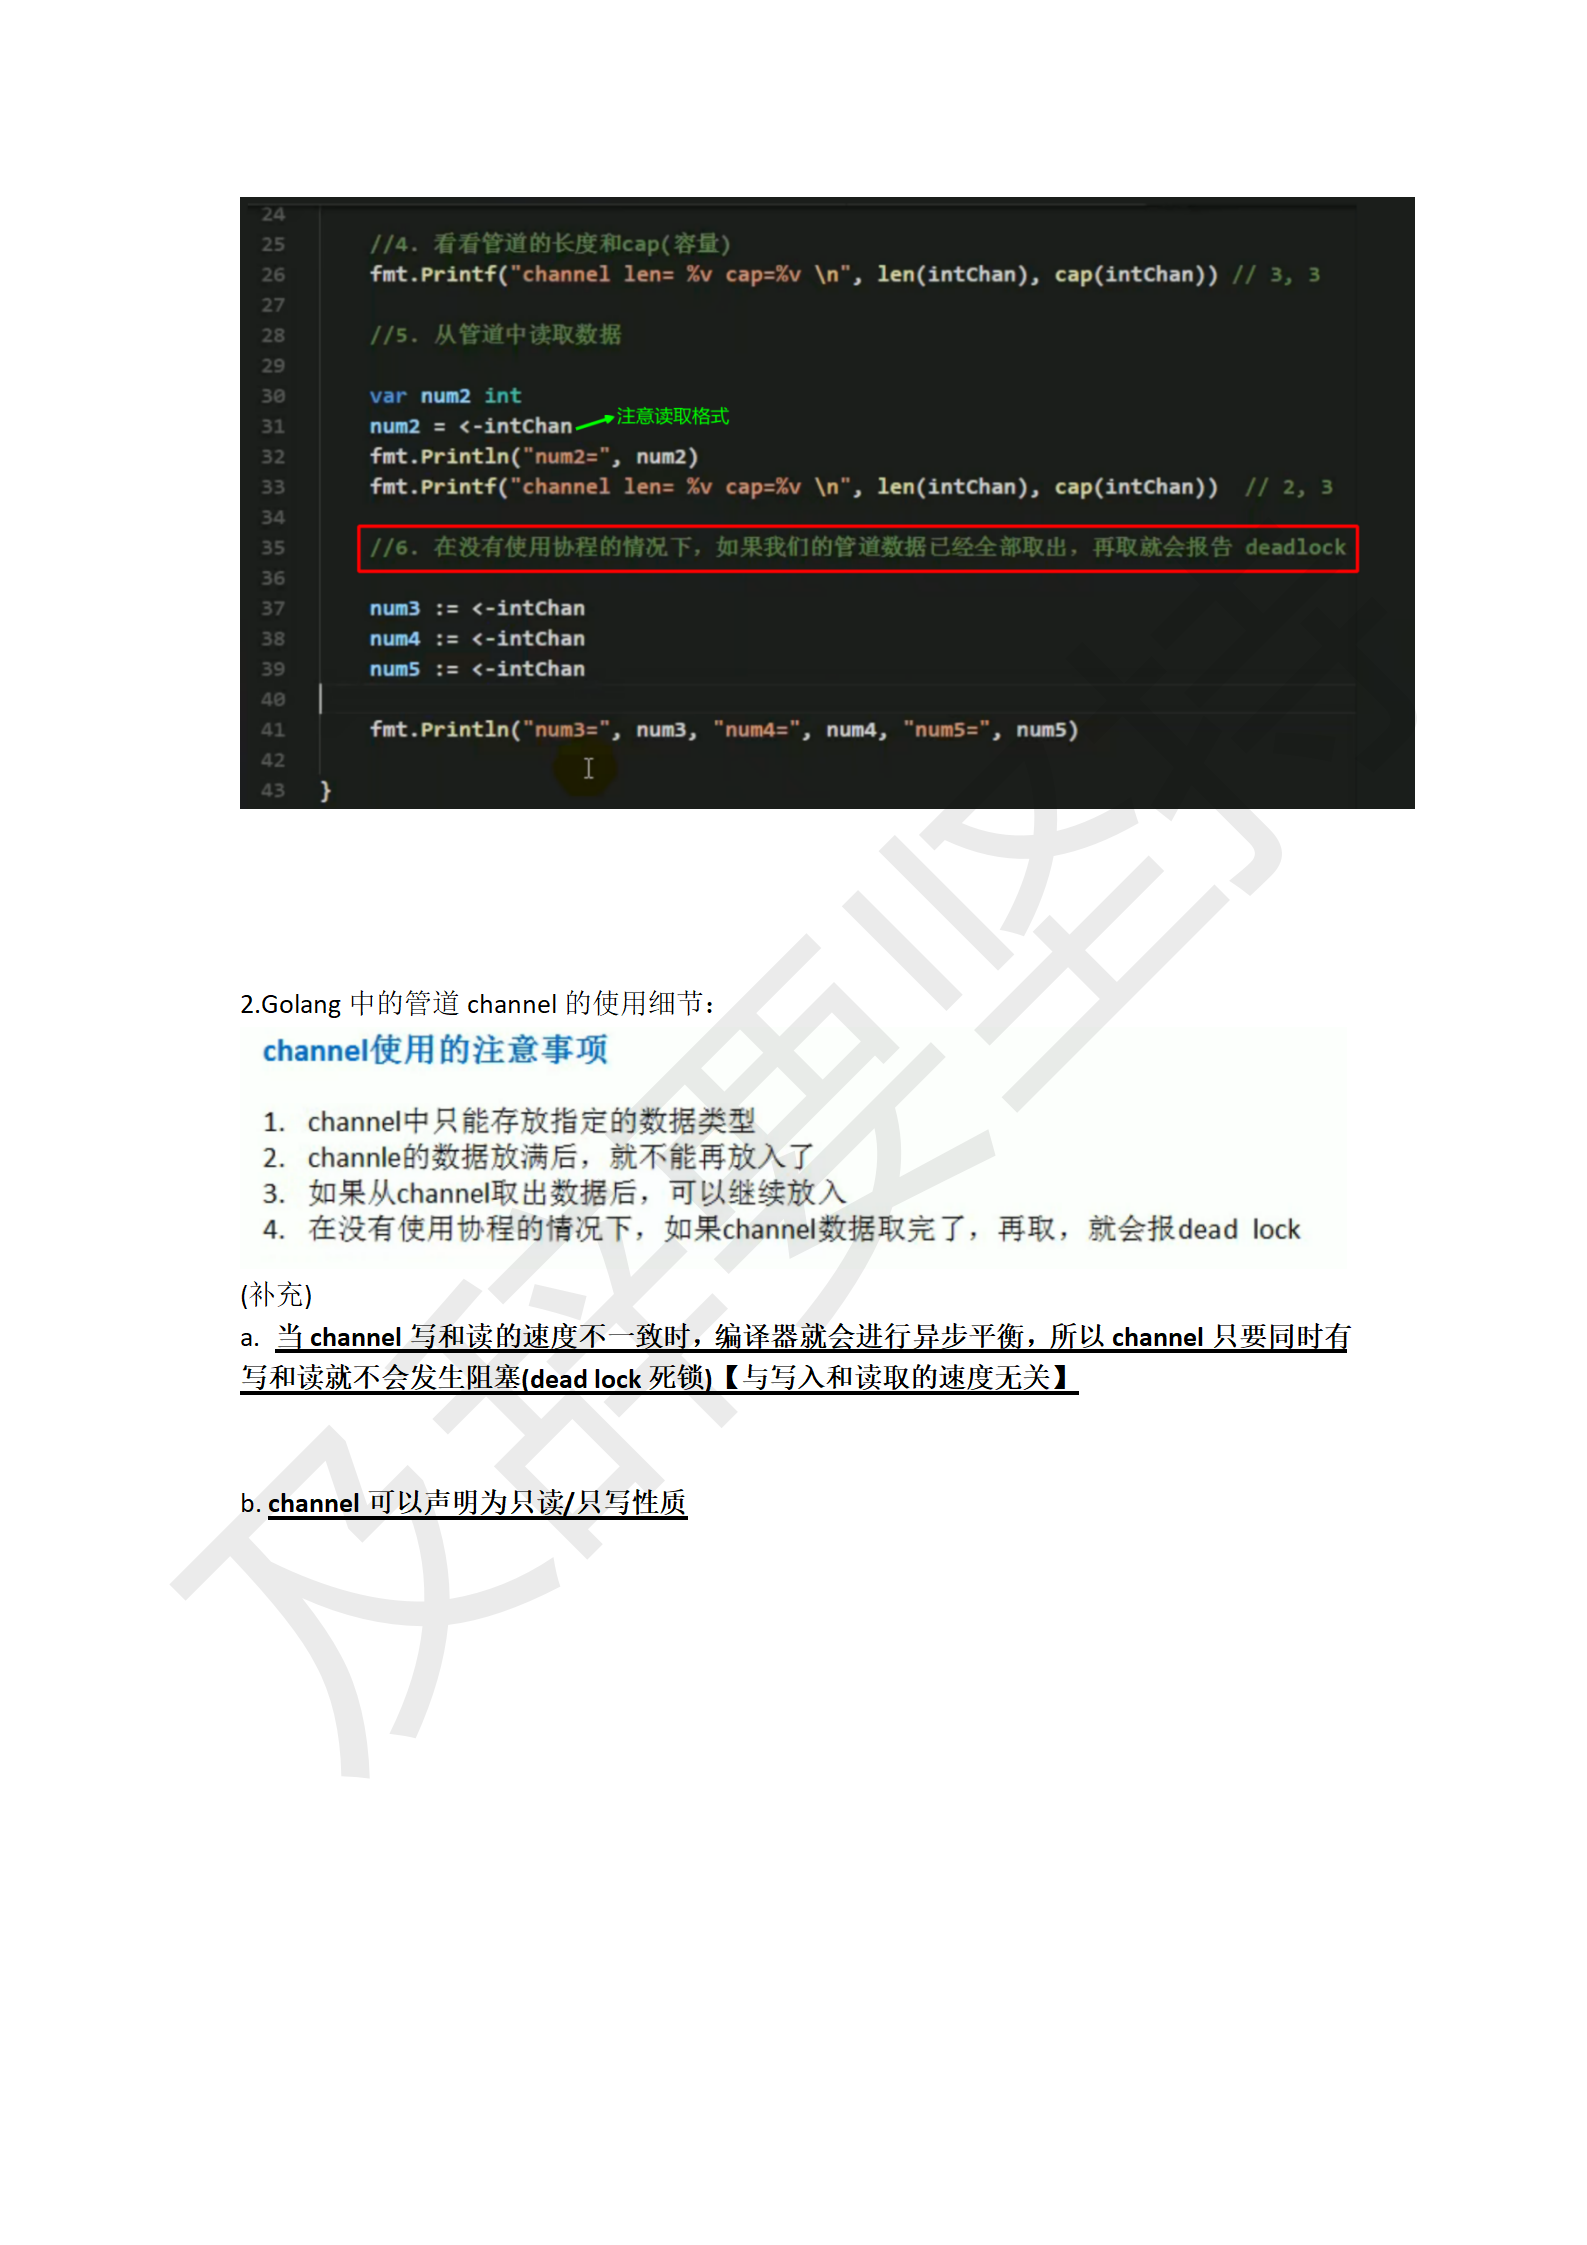 24
25 //4. 看看管道的长度和cap(容量)
26 fmt.Printf("channel len= %v cap=%v \n", len(intChan), cap(intChan)) // 3, 3
27
28 //5. 从管道中读取数据
29
30 var num2 int
31 num2 = <-intChan 注意读取格式
32 fmt.Println("num2=", num2)
33 fmt.Printf("channel len= %v cap=%v \n", len(intChan), cap(intChan)) // 2, 3
34
35 //6. 在没有使用协程的情况下，如果我们的管道数据已经全部取出，再取就会报告 deadlock
36
37 num3 := <-intChan
38 num4 := <-intChan
39 num5 := <-intChan
40
41 fmt.Println("num3=", num3, "num4=", num4, "num5=", num5)
42
43 }
2.Golang 中的管道 channel 的使用细节：
channel使用的注意事项
1. channel中只能存放指定的数据类型
2. channle的数据放满后，就不能再放入了
3. 如果从channel取出数据后，可以继续放入
4. 在没有使用协程的情况下，如果channel数据取完了，再取，就会报dead lock
(补充)
a. 当 channel 写和读的速度不一致时，编译器就会进行异步平衡，所以 channel 只要同时有
写和读就不会发生阻塞(dead lock 死锁)【与写入和读取的速度无关】
b. channel 可以声明为只读/只写性质
及辞要坚持